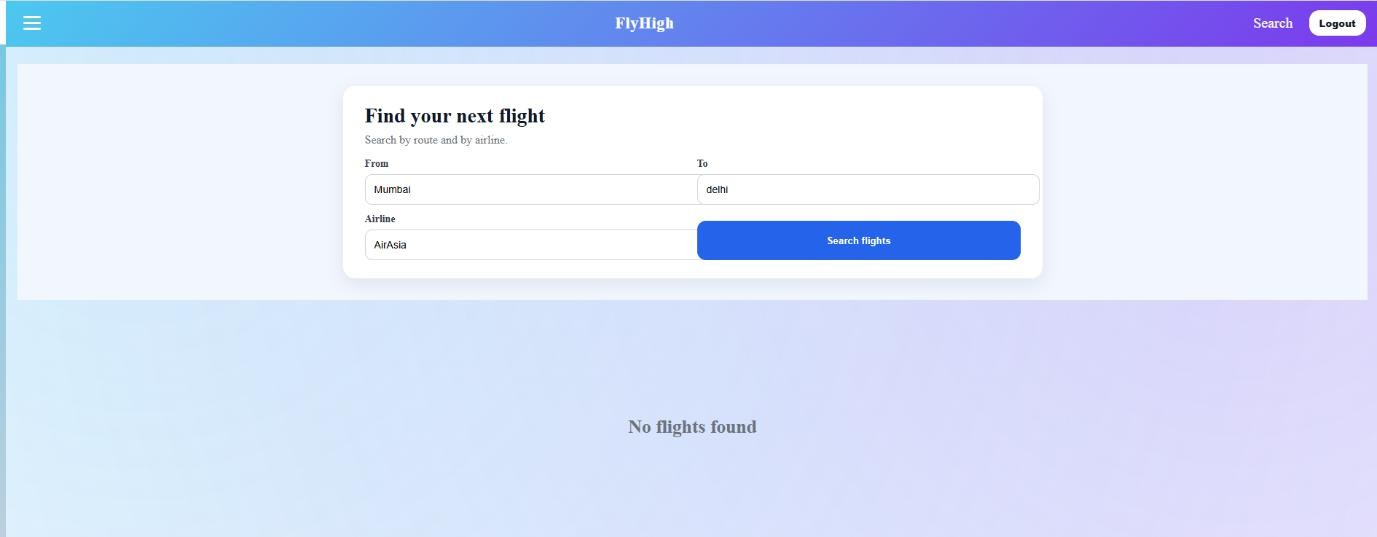 FlyHigh
Search
Logout
Find your next flight
Search by route and by airline.
From
To
Mumbai
delhi
Airline
AirAsia
Search flights
No flights found